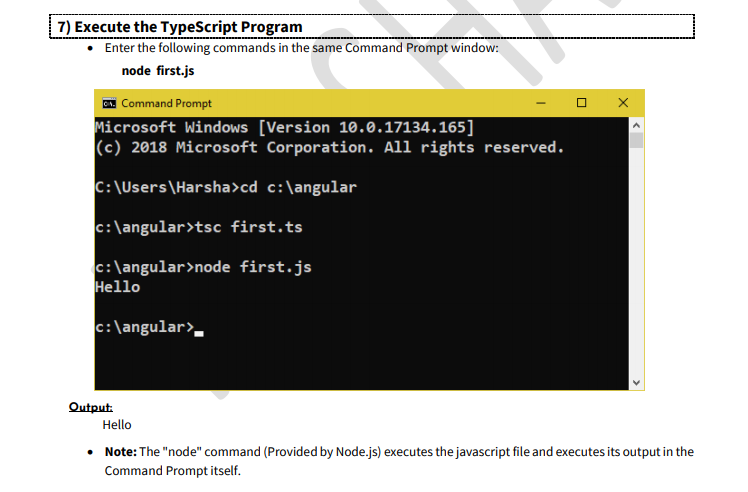 7) Execute the TypeScript Program
• Enter the following commands in the same Command Prompt window:
node first.js
Command Prompt
Microsoft Windows [Version 10.0.17134.165]
(c) 2018 Microsoft Corporation. All rights reserved.
C:\Users\Harsha>cd c:\angular
c:\angular>tsc first.ts
c:\angular>node first.js
Hello
c:\angular>
Output:
Hello
• Note: The "node" command (Provided by Node.js) executes the javascript file and executes its output in the
Command Prompt itself.